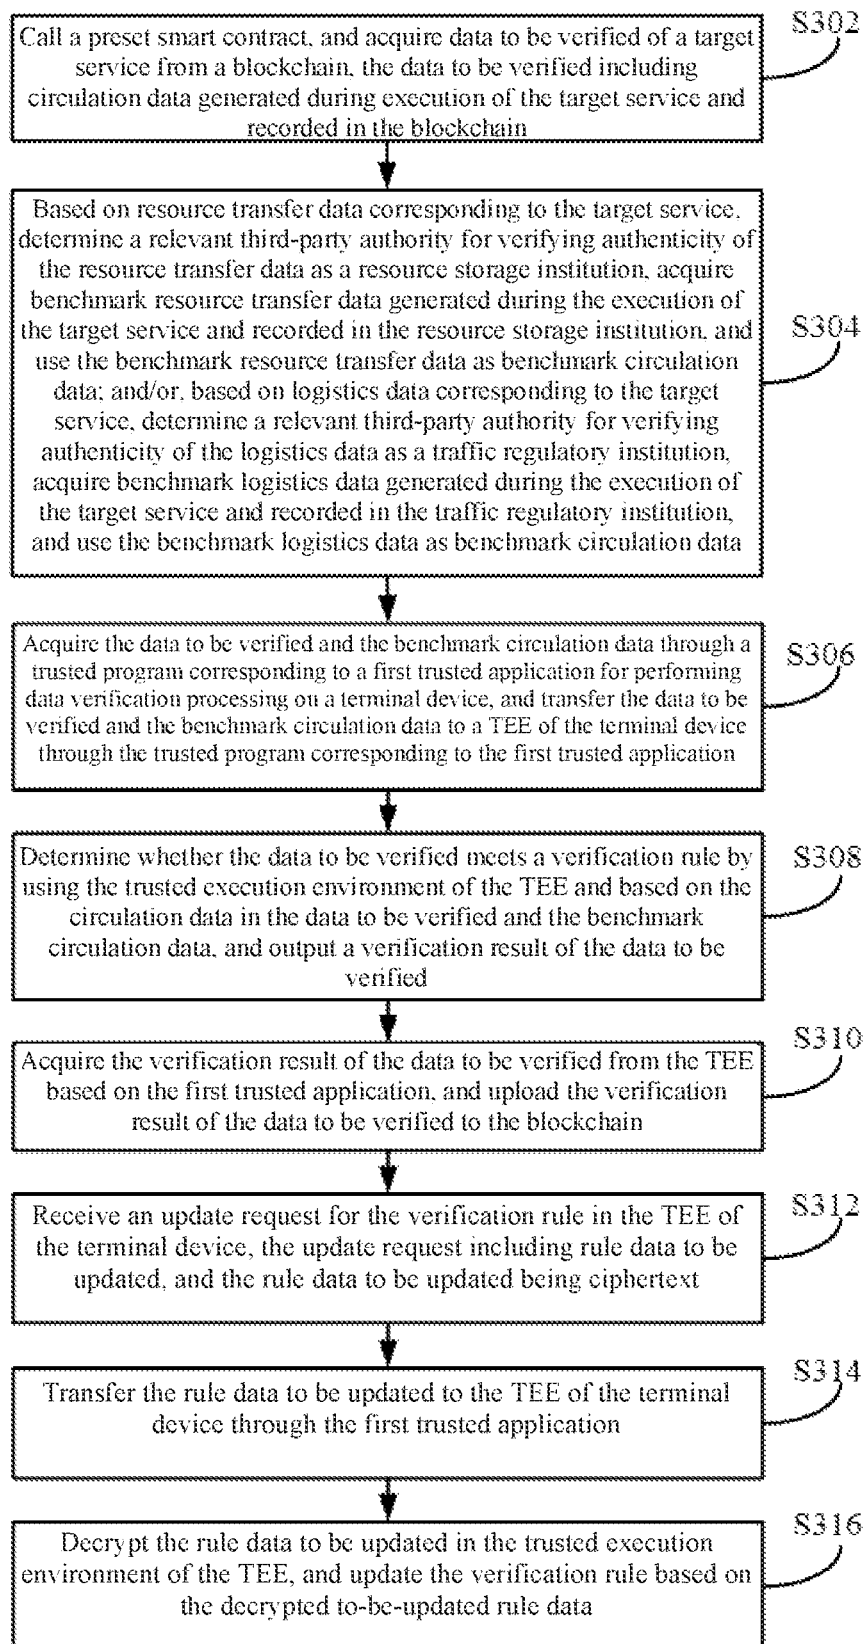 S302
Call a preset smart contract, and acquire data to be verified of a target
service from a blockchain, the data to be verified including
circulation data generated during execution of the target service and
recorded in the blockchain
S304
Based on resource transfer data corresponding to the target service,
determine a relevant third-party authority for verifying authenticity of
the resource transfer data as a resource storage institution, acquire
benchmark resource transfer data generated during the execution of
the target service and recorded in the resource storage institution, and
use the benchmark resource transfer data as benchmark circulation
data; and/or, based on logistics data corresponding to the target
service, determine a relevant third-party authority for verifying
authenticity of the logistics data as a traffic regulatory institution,
acquire benchmark logistics data generated during the execution of
the target service and recorded in the traffic regulatory institution,
and use the benchmark logistics data as benchmark circulation data
S306
Acquire the data to be verified and the benchmark circulation data through a
trusted program corresponding to a first trusted application for performing
data verification processing on a terminal device, and transfer the data to be
verified and the benchmark circulation data to a TEE of the terminal device
through the trusted program corresponding to the first trusted application
S308
Determine whether the data to be verified meets a verification rule by
using the trusted execution environment of the TEE and based on the
circulation data in the data to be verified and the benchmark
circulation data, and output a verification result of the data to be
verified
S310
Acquire the verification result of the data to be verified from the TEE
based on the first trusted application, and upload the verification
result of the data to be verified to the blockchain
S312
Receive an update request for the verification rule in the TEE of
the terminal device, the update request including rule data to be
updated, and the rule data to be updated being ciphertext
S314
Transfer the rule data to be updated to the TEE of the terminal
device through the first trusted application
S316
Decrypt the rule data to be updated in the trusted execution
environment of the TEE, and update the verification rule based on
the decrypted to-be-updated rule data